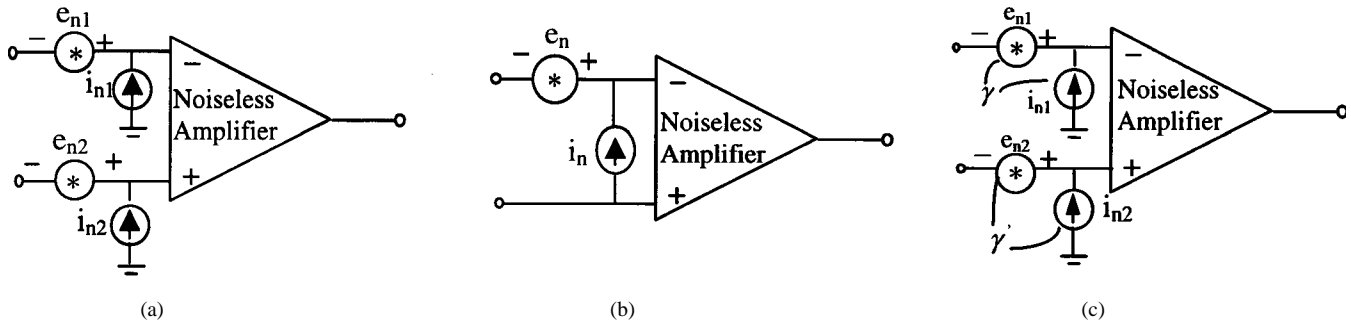 e_n1
− * +
−
i_n1
Noiseless
Amplifier
e_n2
− * +
+
i_n2
(a)
e_n
− * +
−
i_n
Noiseless
Amplifier
+
(b)
e_n1
− * +
−
γ
i_n1
Noiseless
Amplifier
e_n2
− * +
+
γ'
i_n2
(c)